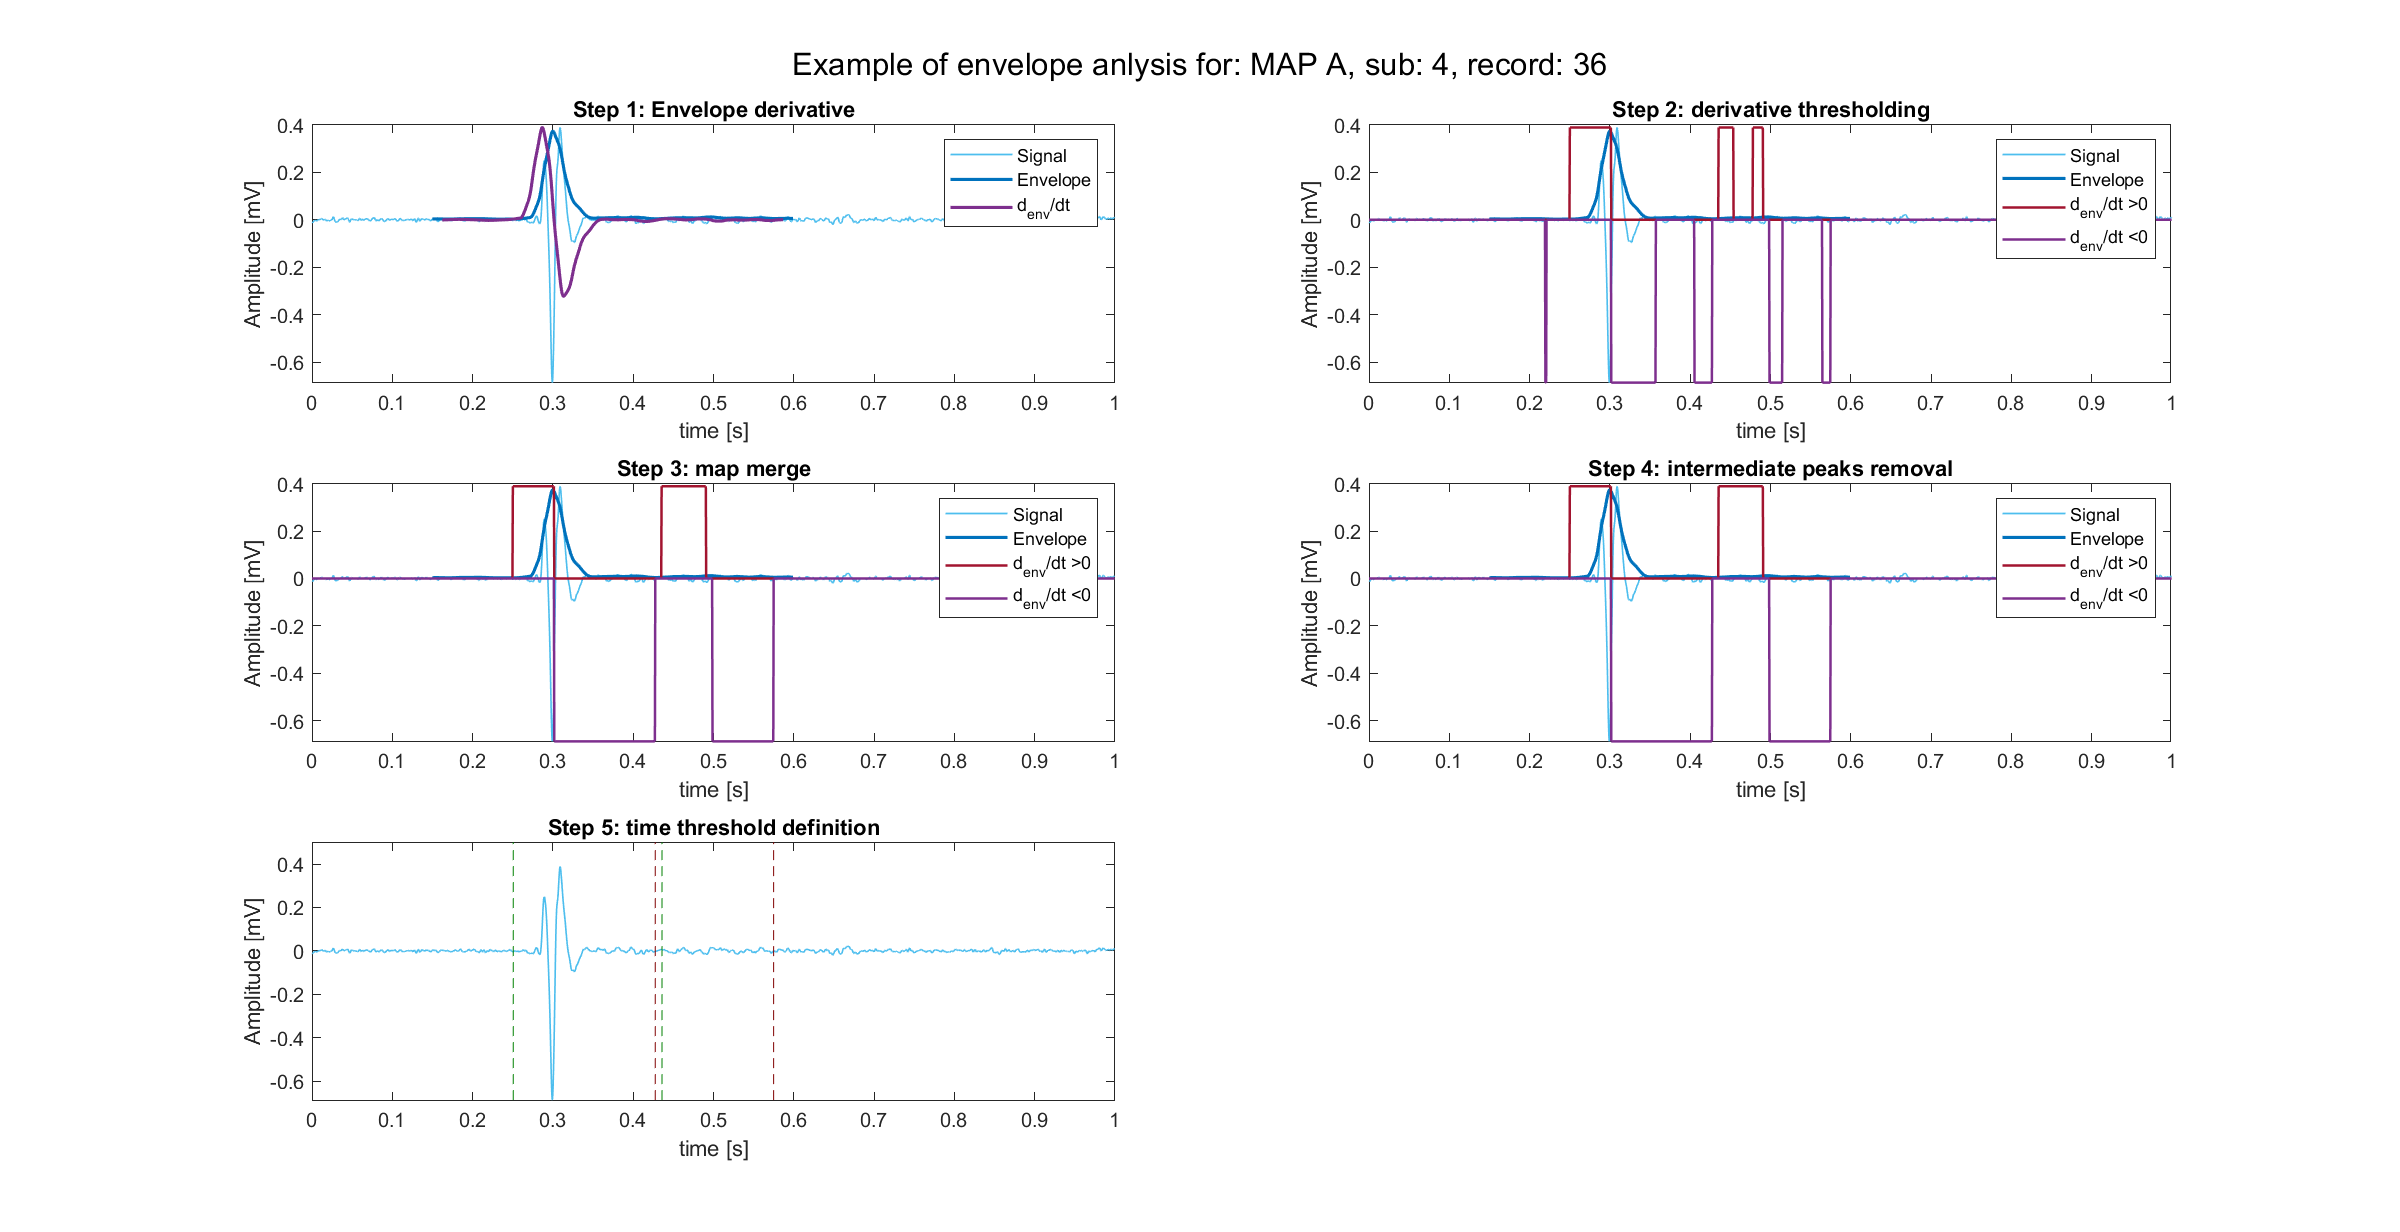 Example of envelope anlysis for: MAP A, sub: 4, record: 36
Step 1: Envelope derivative
Amplitude [mV]
0.4
0.2
0
-0.2
-0.4
-0.6
0 0.1 0.2 0.3 0.4 0.5 0.6 0.7 0.8 0.9 1
time [s]
Signal
Envelope
d_env/dt
Step 2: derivative thresholding
Amplitude [mV]
0.4
0.2
0
-0.2
-0.4
-0.6
0 0.1 0.2 0.3 0.4 0.5 0.6 0.7 0.8 0.9 1
time [s]
Signal
Envelope
d_env/dt >0
d_env/dt <0
Step 3: map merge
Amplitude [mV]
0.4
0.2
0
-0.2
-0.4
-0.6
0 0.1 0.2 0.3 0.4 0.5 0.6 0.7 0.8 0.9 1
time [s]
Signal
Envelope
d_env/dt >0
d_env/dt <0
Step 4: intermediate peaks removal
Amplitude [mV]
0.4
0.2
0
-0.2
-0.4
-0.6
0 0.1 0.2 0.3 0.4 0.5 0.6 0.7 0.8 0.9 1
time [s]
Signal
Envelope
d_env/dt >0
d_env/dt <0
Step 5: time threshold definition
Amplitude [mV]
0.4
0.2
0
-0.2
-0.4
-0.6
0 0.1 0.2 0.3 0.4 0.5 0.6 0.7 0.8 0.9 1
time [s]